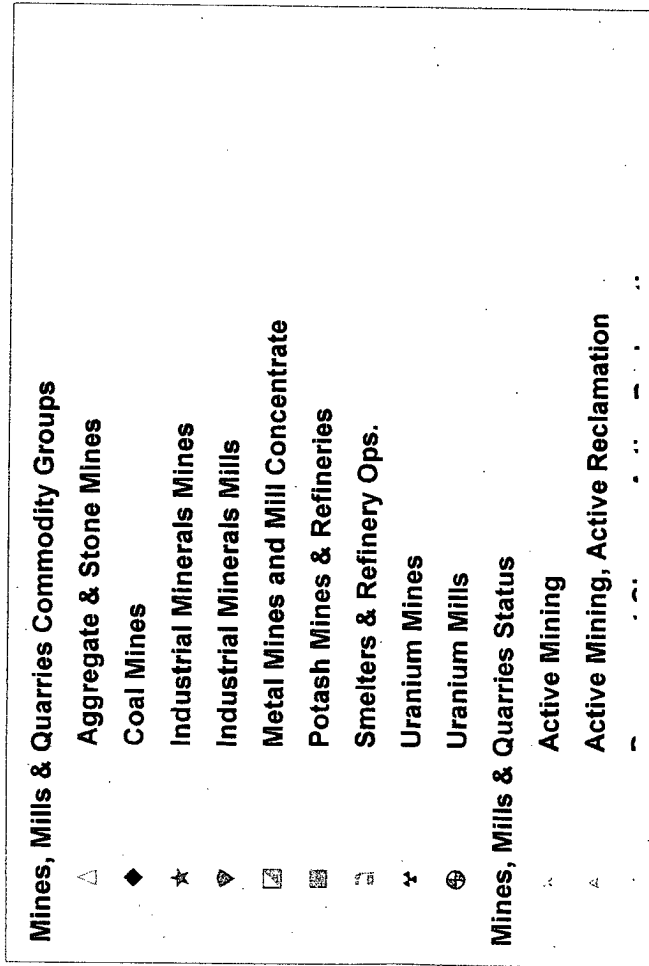 Mines, Mills & Quarries Commodity Groups
Aggregate & Stone Mines
Coal Mines
Industrial Minerals Mines
Industrial Minerals Mills
Metal Mines and Mill Concentrate
Potash Mines & Refineries
Smelters & Refinery Ops.
Uranium Mines
Uranium Mills
Mines, Mills & Quarries Status
Active Mining
Active Mining, Active Reclamation